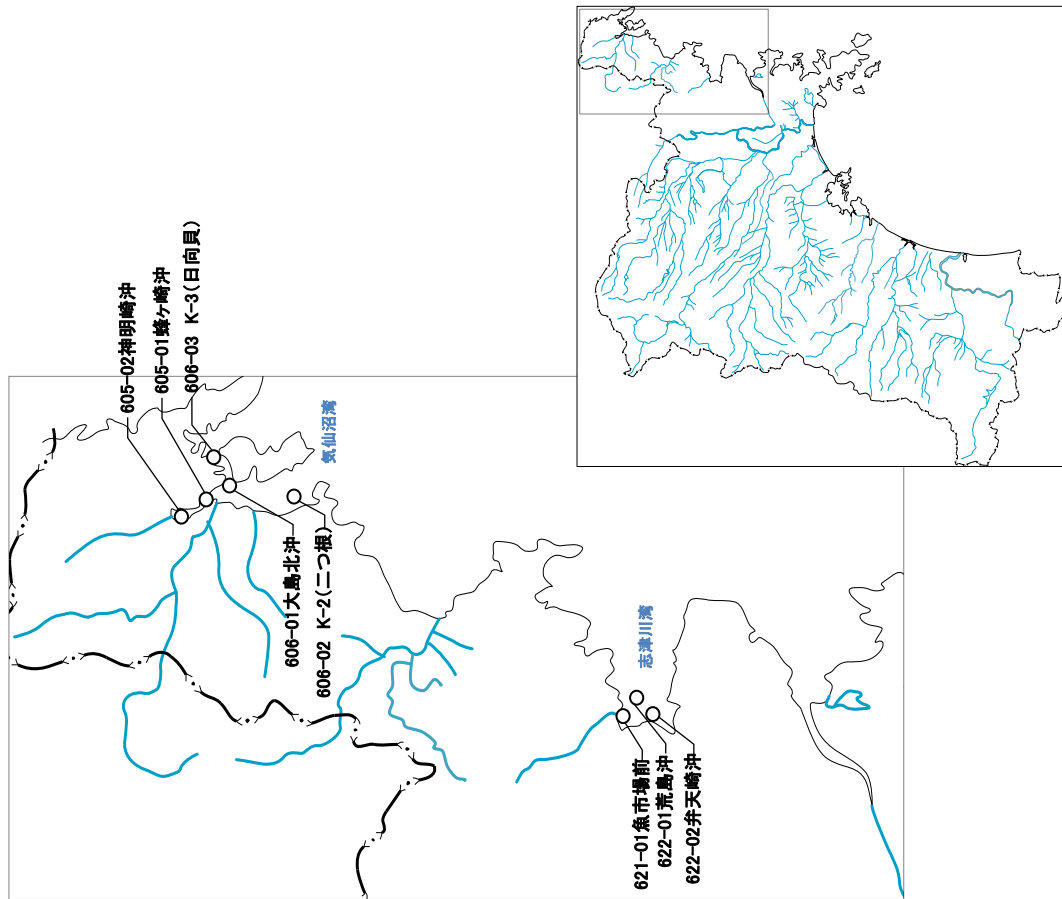 605-02神明崎沖
605-01蜂ヶ崎沖
606-03 K-3(日向貝)
気仙沼湾
606-01大島北沖
606-02 K-2(二つ根)
志津川湾
621-01魚市場前
622-01荒島沖
622-02弁天崎沖